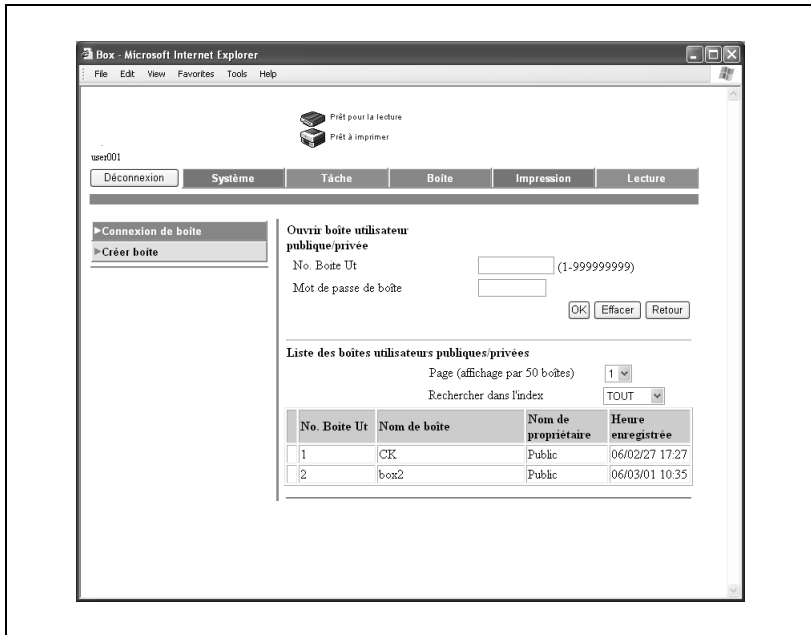 Box - Microsoft Internet Explorer
File Edit View Favorites Tools Help
Prêt pour la lecture
Prêt à imprimer
user001
Déconnexion Système Tâche Boîte Impression Lecture
Connexion de boîte
Créer boîte
Ouvrir boîte utilisateur
publique/privée
No. Boite Ut (1-999999999)
Mot de passe de boîte
OK Effacer Retour
Liste des boîtes utilisateurs publiques/privées
Page (affichage par 50 boîtes) 1
Rechercher dans l'index TOUT
No. Boite Ut Nom de boîte Nom de propriétaire Heure enregistrée
1 CK Public 06/02/27 17:27
2 box2 Public 06/03/01 10:35